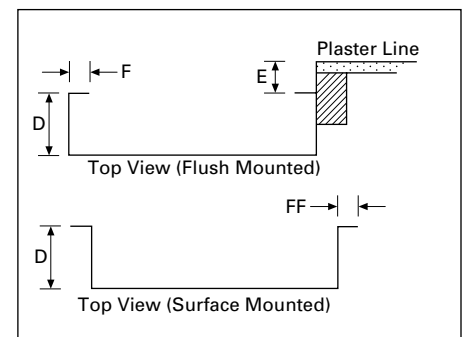 Plaster Line
F
E
D
Top View (Flush Mounted)
FF
D
Top View (Surface Mounted)